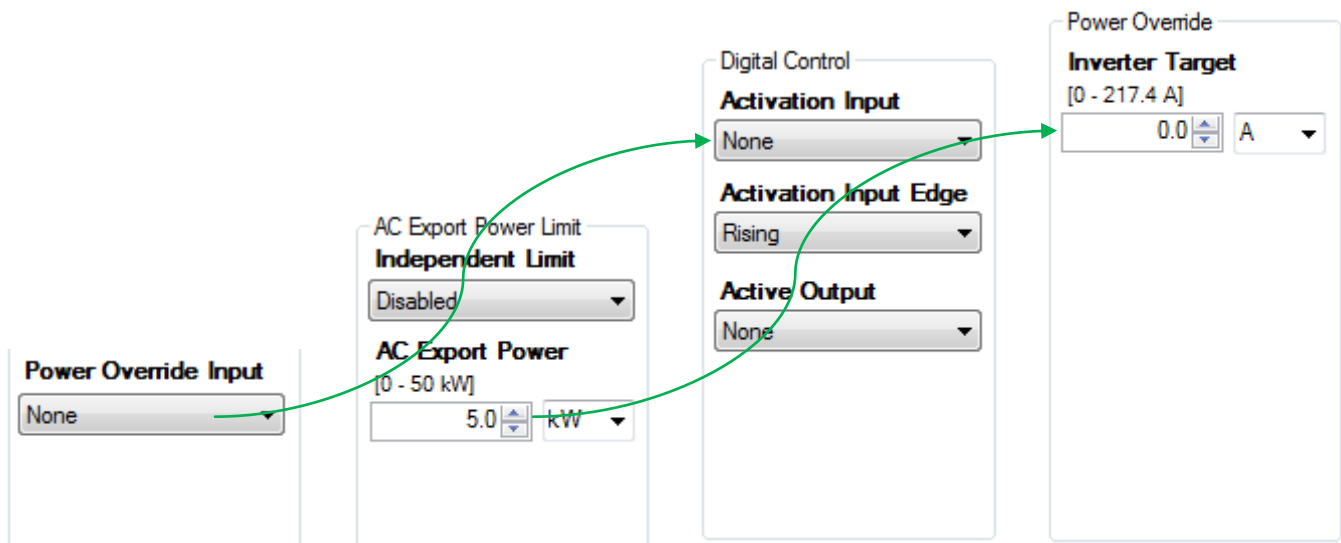 Power Override Input
None
AC Export Power Limit
Independent Limit
Disabled
AC Export Power
[0 - 50 kW]
5.0
kW
Digital Control
Activation Input
None
Activation Input Edge
Rising
Active Output
None
Power Override
Inverter Target
[0 - 217.4 A]
0.0
A